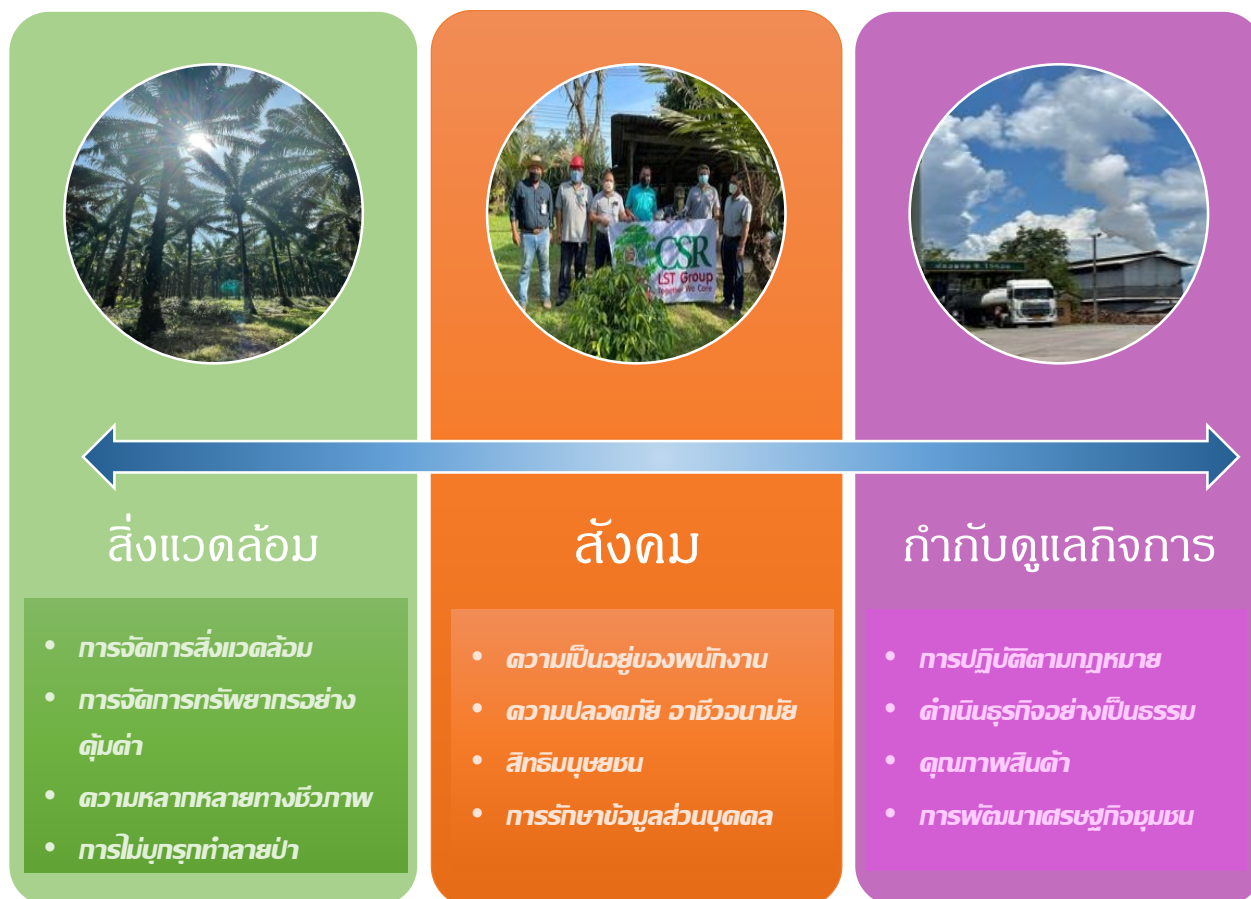 CSR
LST Group
Together We Care
สิ่งแวดล้อม
• การจัดการสิ่งแวดล้อม
• การจัดการทรัพยากรอย่าง
คุ้มค่า
• ความหลากหลายทางชีวภาพ
• การไม่บุกรุกทำลายป่า
สังคม
• ความเป็นอยู่ของพนักงาน
• ความปลอดภัย อาชีวอนามัย
• สิทธิมนุษยชน
• การรักษาข้อมูลส่วนบุคคล
กำกับดูแลกิจการ
• การปฏิบัติตามกฎหมาย
• ดำเนินธุรกิจอย่างเป็นธรรม
• คุณภาพสินค้า
• การพัฒนาเศรษฐกิจชุมชน